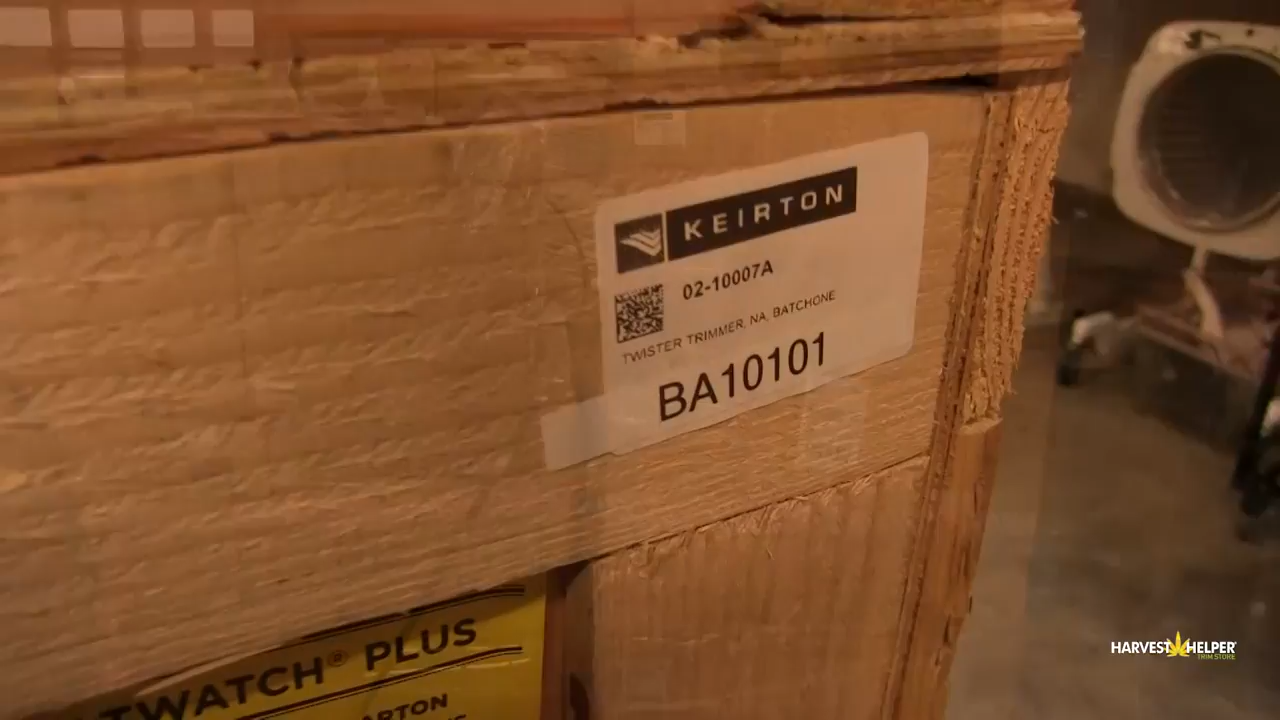 KEIRTON
02-10007A
TWISTER TRIMMER, NA, BATCHONE
BA10101
TWATCH® PLUS
HARVEST HELPER
TRIM STORE